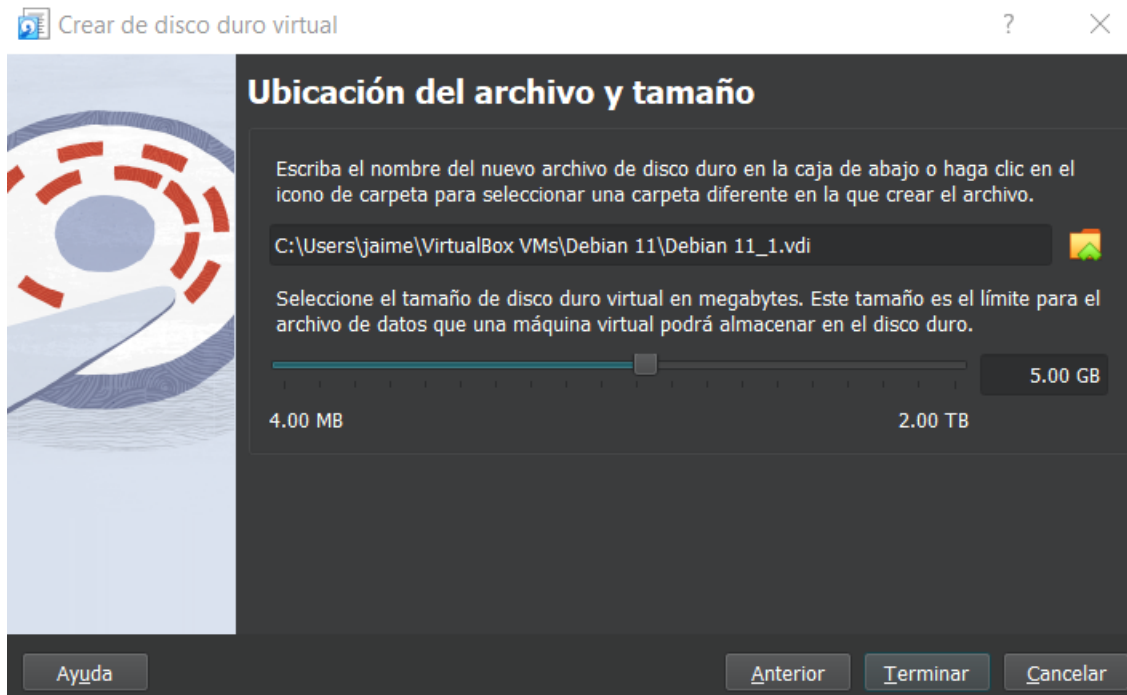 Crear de disco duro virtual
?
Ubicación del archivo y tamaño
Escriba el nombre del nuevo archivo de disco duro en la caja de abajo o haga clic en el
icono de carpeta para seleccionar una carpeta diferente en la que crear el archivo.
C:\Users\jaime\VirtualBox VMs\Debian 11\Debian 11_1.vdi
Seleccione el tamaño de disco duro virtual en megabytes. Este tamaño es el límite para el
archivo de datos que una máquina virtual podrá almacenar en el disco duro.
5.00 GB
4.00 MB 2.00 TB
Ayuda Anterior Terminar Cancelar